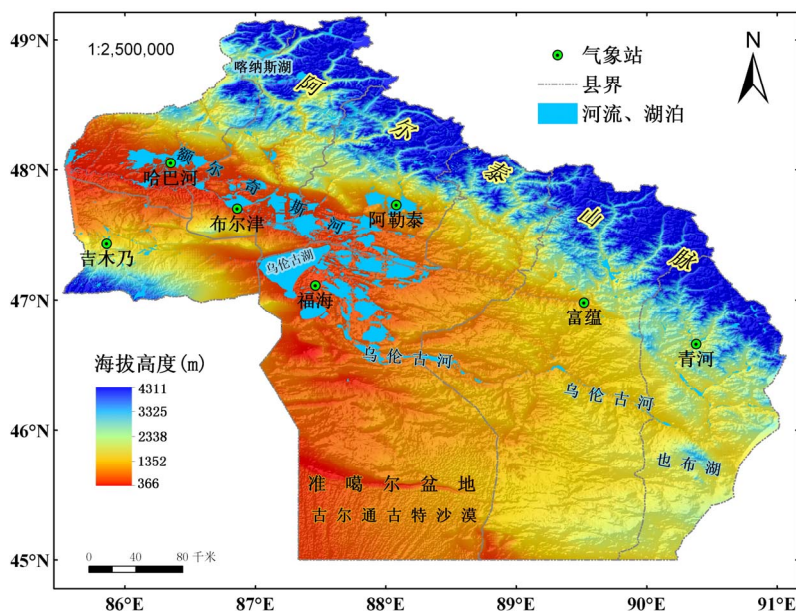 49°N
1:2,500,000
喀纳斯湖
阿尔泰山脉
N
气象站
县界
河流、湖泊
48°N
额尔奇斯河
哈巴河
布尔津
阿勒泰
吉木乃
乌伦古湖
47°N
福海
富蕴
青河
乌伦古河
乌伦古河
也布湖
海拔高度(m)
4311
3325
2338
1352
366
46°N
准噶尔盆地
古尔通古特沙漠
0 40 80 千米
45°N
86°E 87°E 88°E 89°E 90°E 91°E